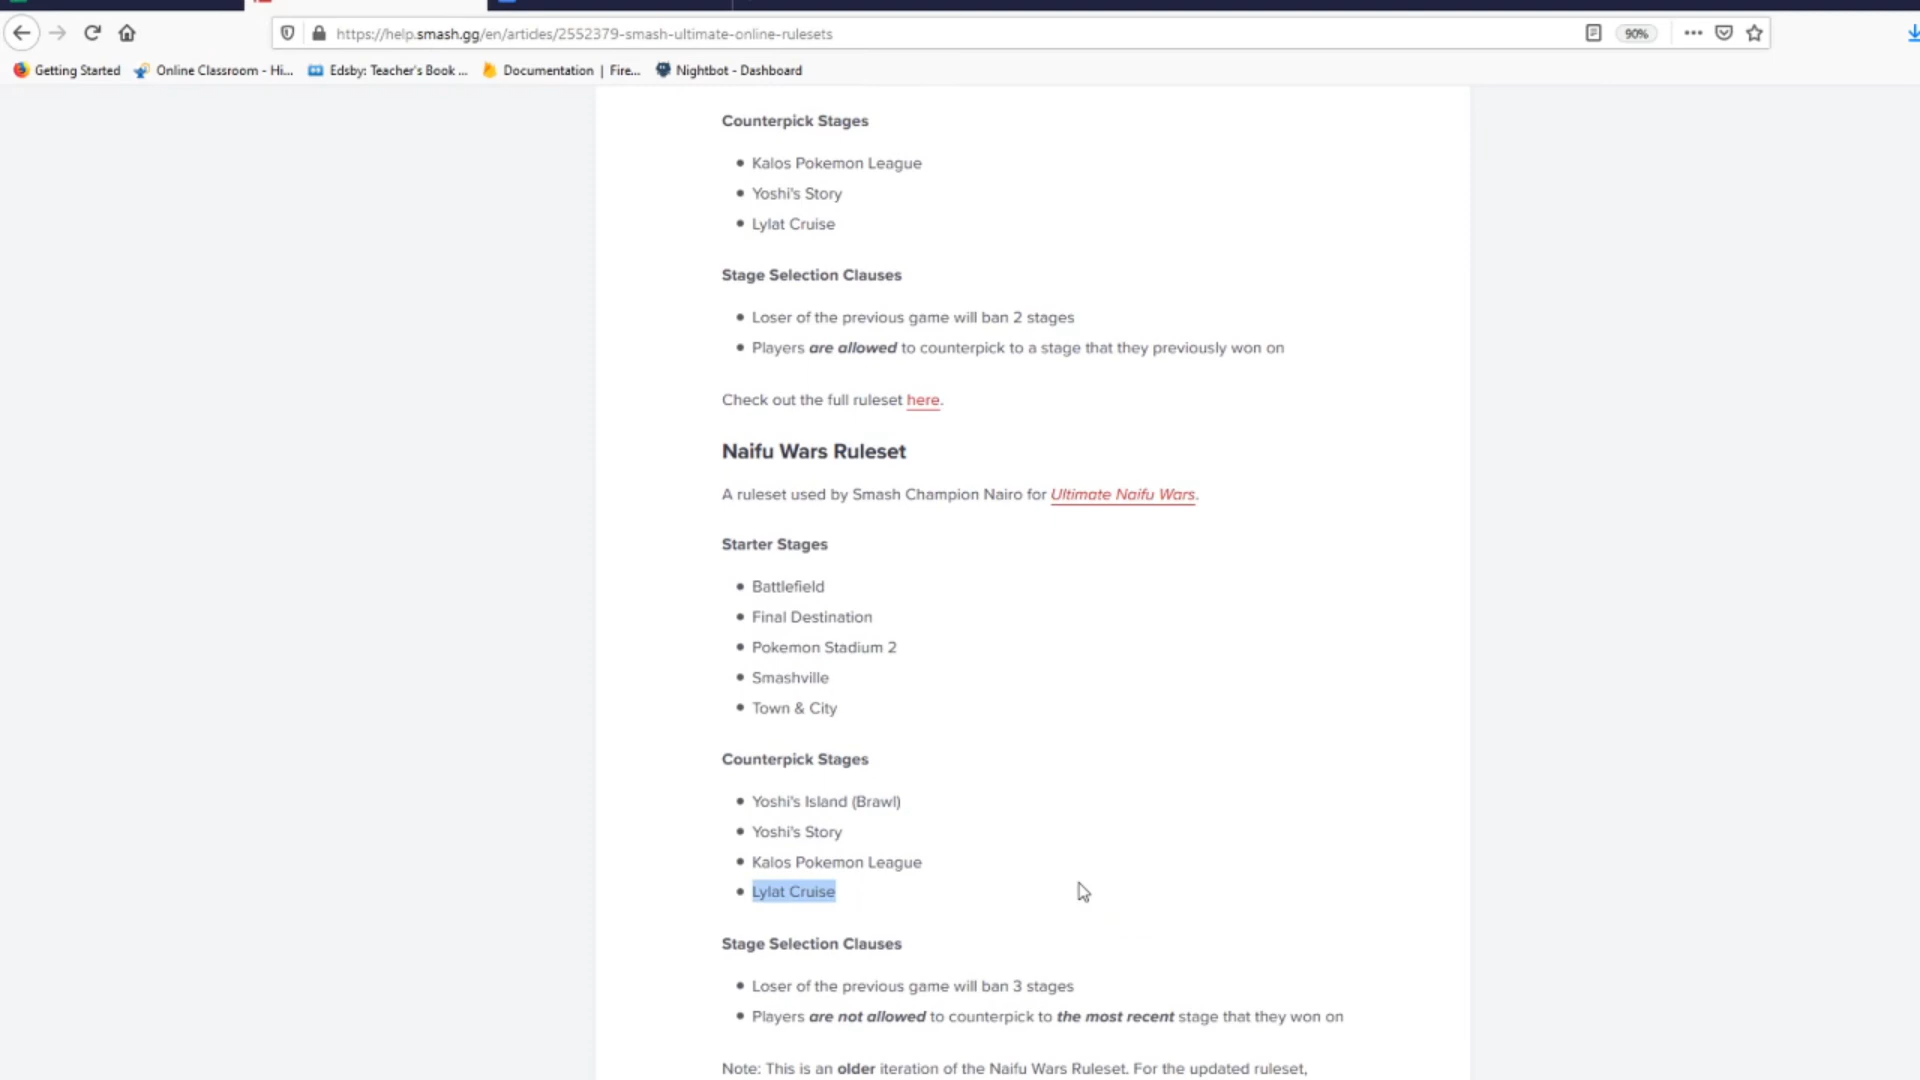 https://help.smash.gg/en/articles/2552379-smash-ultimate-online-rulesets
90%
Getting Started
Online Classroom - Hi...
Edsby: Teacher's Book ...
Documentation | Fire...
Nightbot - Dashboard
Counterpick Stages
Kalos Pokemon League
Yoshi's Story
Lylat Cruise
Stage Selection Clauses
Loser of the previous game will ban 2 stages
Players are allowed to counterpick to a stage that they previously won on
Check out the full ruleset here.
Naifu Wars Ruleset
A ruleset used by Smash Champion Nairo for Ultimate Naifu Wars.
Starter Stages
Battlefield
Final Destination
Pokemon Stadium 2
Smashville
Town & City
Counterpick Stages
Yoshi's Island (Brawl)
Yoshi's Story
Kalos Pokemon League
Lylat Cruise
Stage Selection Clauses
Loser of the previous game will ban 3 stages
Players are not allowed to counterpick to the most recent stage that they won on
Note: This is an older iteration of the Naifu Wars Ruleset. For the updated ruleset,